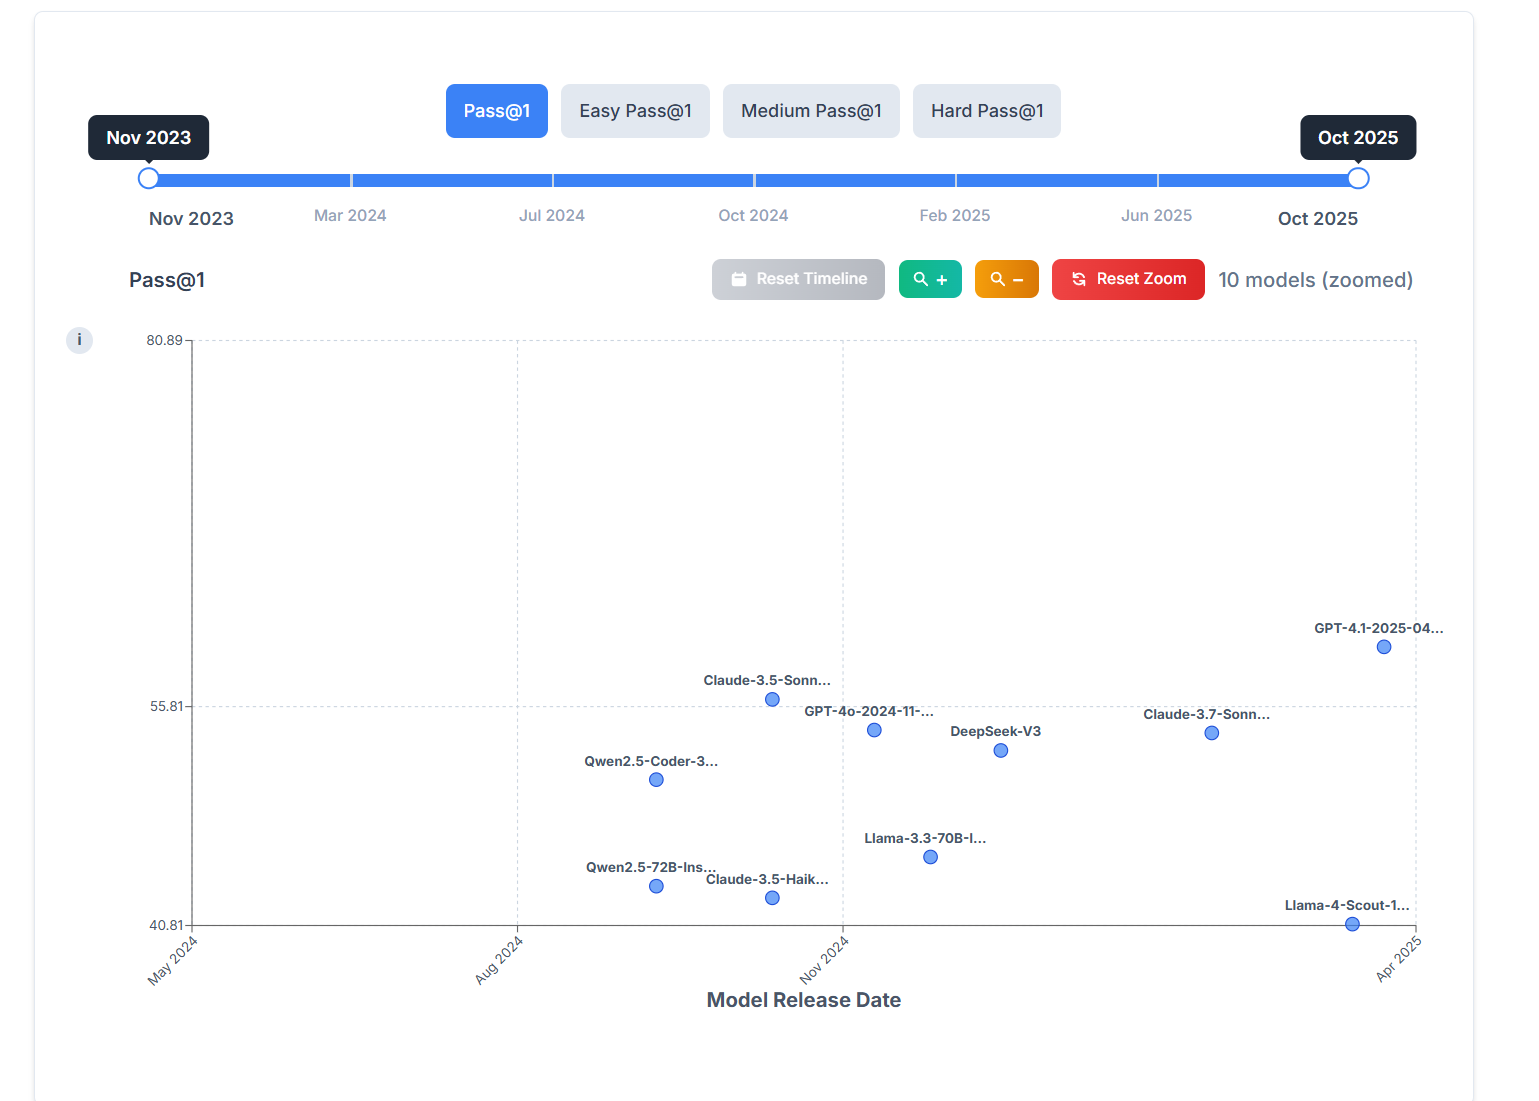 Pass@1
Easy Pass@1
Medium Pass@1
Hard Pass@1
Nov 2023
Oct 2025
Nov 2023
Mar 2024
Jul 2024
Oct 2024
Feb 2025
Jun 2025
Oct 2025
Pass@1
Reset Timeline
+
−
Reset Zoom
10 models (zoomed)
i
80.89
55.81
40.81
GPT-4.1-2025-04...
Claude-3.5-Sonn...
GPT-4o-2024-11-...
Claude-3.7-Sonn...
DeepSeek-V3
Qwen2.5-Coder-3...
Llama-3.3-70B-I...
Qwen2.5-72B-Ins...
Claude-3.5-Haik...
Llama-4-Scout-1...
May 2024
Aug 2024
Nov 2024
Apr 2025
Model Release Date